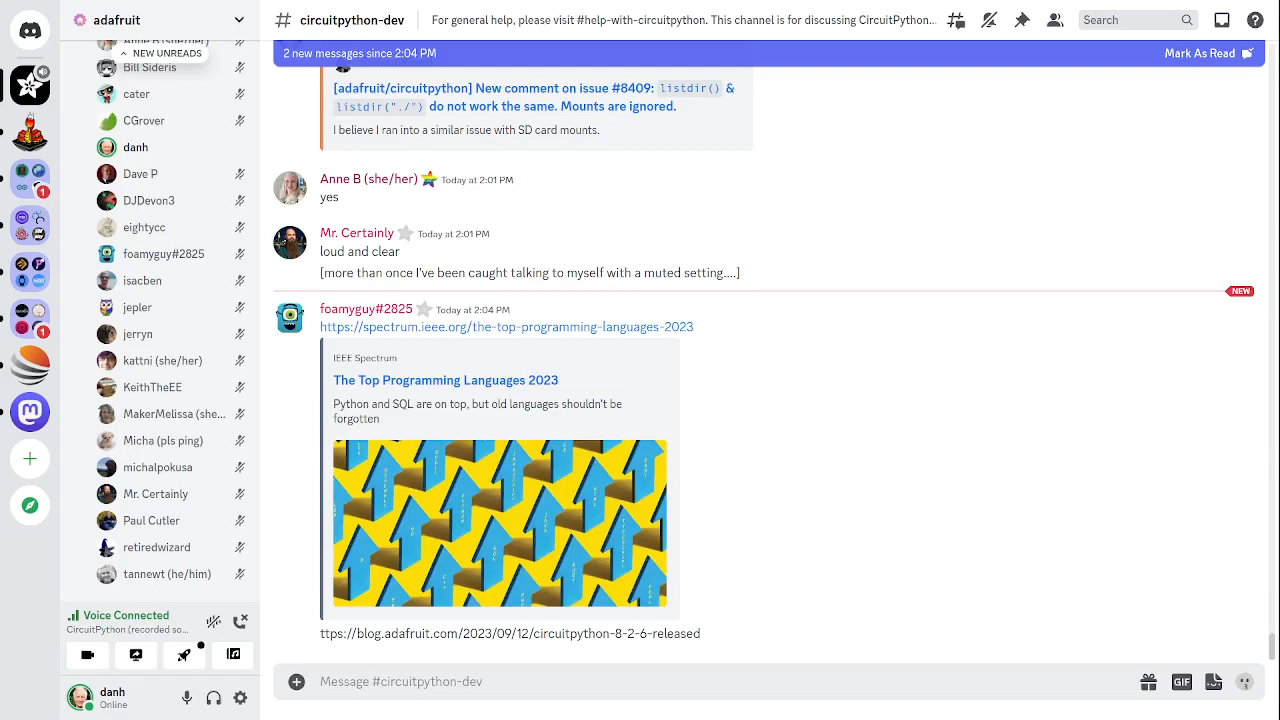 adafruit
# circuitpython-dev
For general help, please visit #help-with-circuitpython. This channel is for discussing CircuitPython...
Search
NEW UNREADS
Bill Sideris
cater
CGrover
danh
Dave P
DJDevon3
eightycc
foamyguy#2825
isacben
jepler
jerryn
kattni (she/her)
KeithTheEE
MakerMelissa (she...
Micha (pls ping)
michalpokusa
Mr. Certainly
Paul Cutler
retiredwizard
tannewt (he/him)
Voice Connected
CircuitPython (recorded so...
danh
Online
1
1
2 new messages since 2:04 PM
Mark As Read
[adafruit/circuitpython] New comment on issue #8409: listdir() &
listdir("./") do not work the same. Mounts are ignored.
I believe I ran into a similar issue with SD card mounts.
Anne B (she/her) Today at 2:01 PM
yes
Mr. Certainly Today at 2:01 PM
loud and clear
[more than once I've been caught talking to myself with a muted setting....]
NEW
foamyguy#2825 Today at 2:04 PM
https://spectrum.ieee.org/the-top-programming-languages-2023
IEEE Spectrum
The Top Programming Languages 2023
Python and SQL are on top, but old languages shouldn't be
forgotten
ttps://blog.adafruit.com/2023/09/12/circuitpython-8-2-6-released
Message #circuitpython-dev
GIF